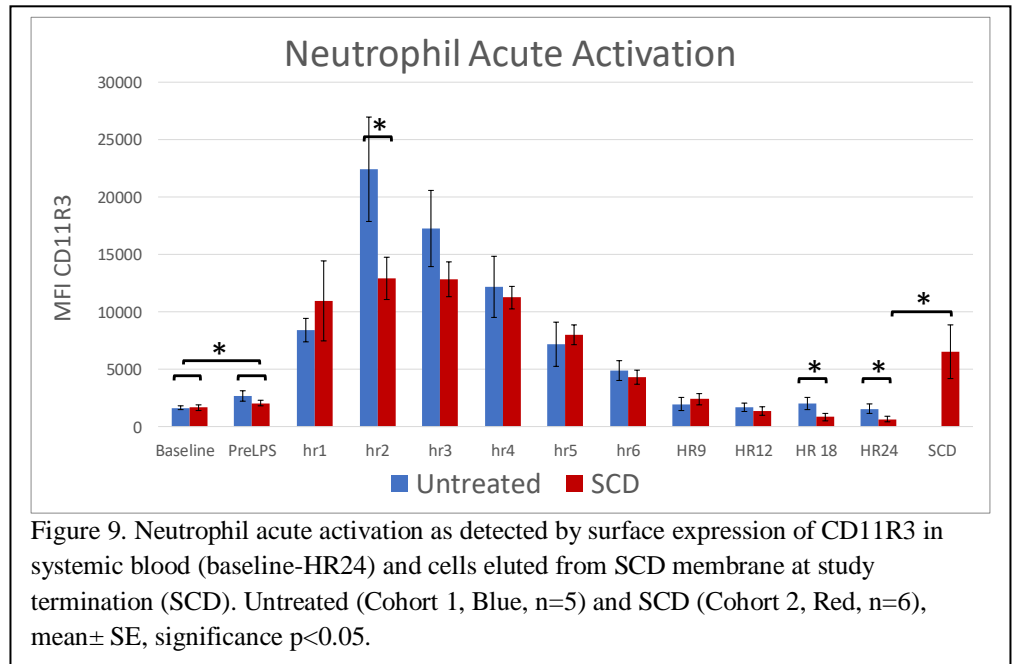 Neutrophil Acute Activation
30000
25000
20000
15000
10000
5000
0
MFI CD11R3
*
*
*
*
*
Baseline PreLPS hr1 hr2 hr3 hr4 hr5 hr6 HR9 HR12 HR 18 HR24 SCD
Untreated SCD
Figure 9. Neutrophil acute activation as detected by surface expression of CD11R3 in
systemic blood (baseline-HR24) and cells eluted from SCD membrane at study
termination (SCD). Untreated (Cohort 1, Blue, n=5) and SCD (Cohort 2, Red, n=6),
mean± SE, significance p<0.05.